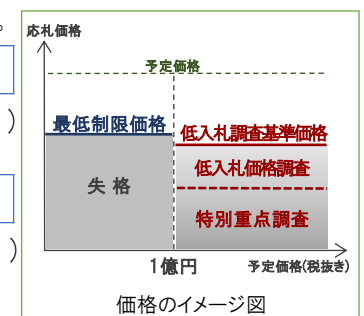 。
応札価格
予定価格
最低制限価格
低入札調査基準価格
)
低入札価格調査
失格
特別重点調査
)
1億円
予定価格(税抜き)
価格のイメージ図